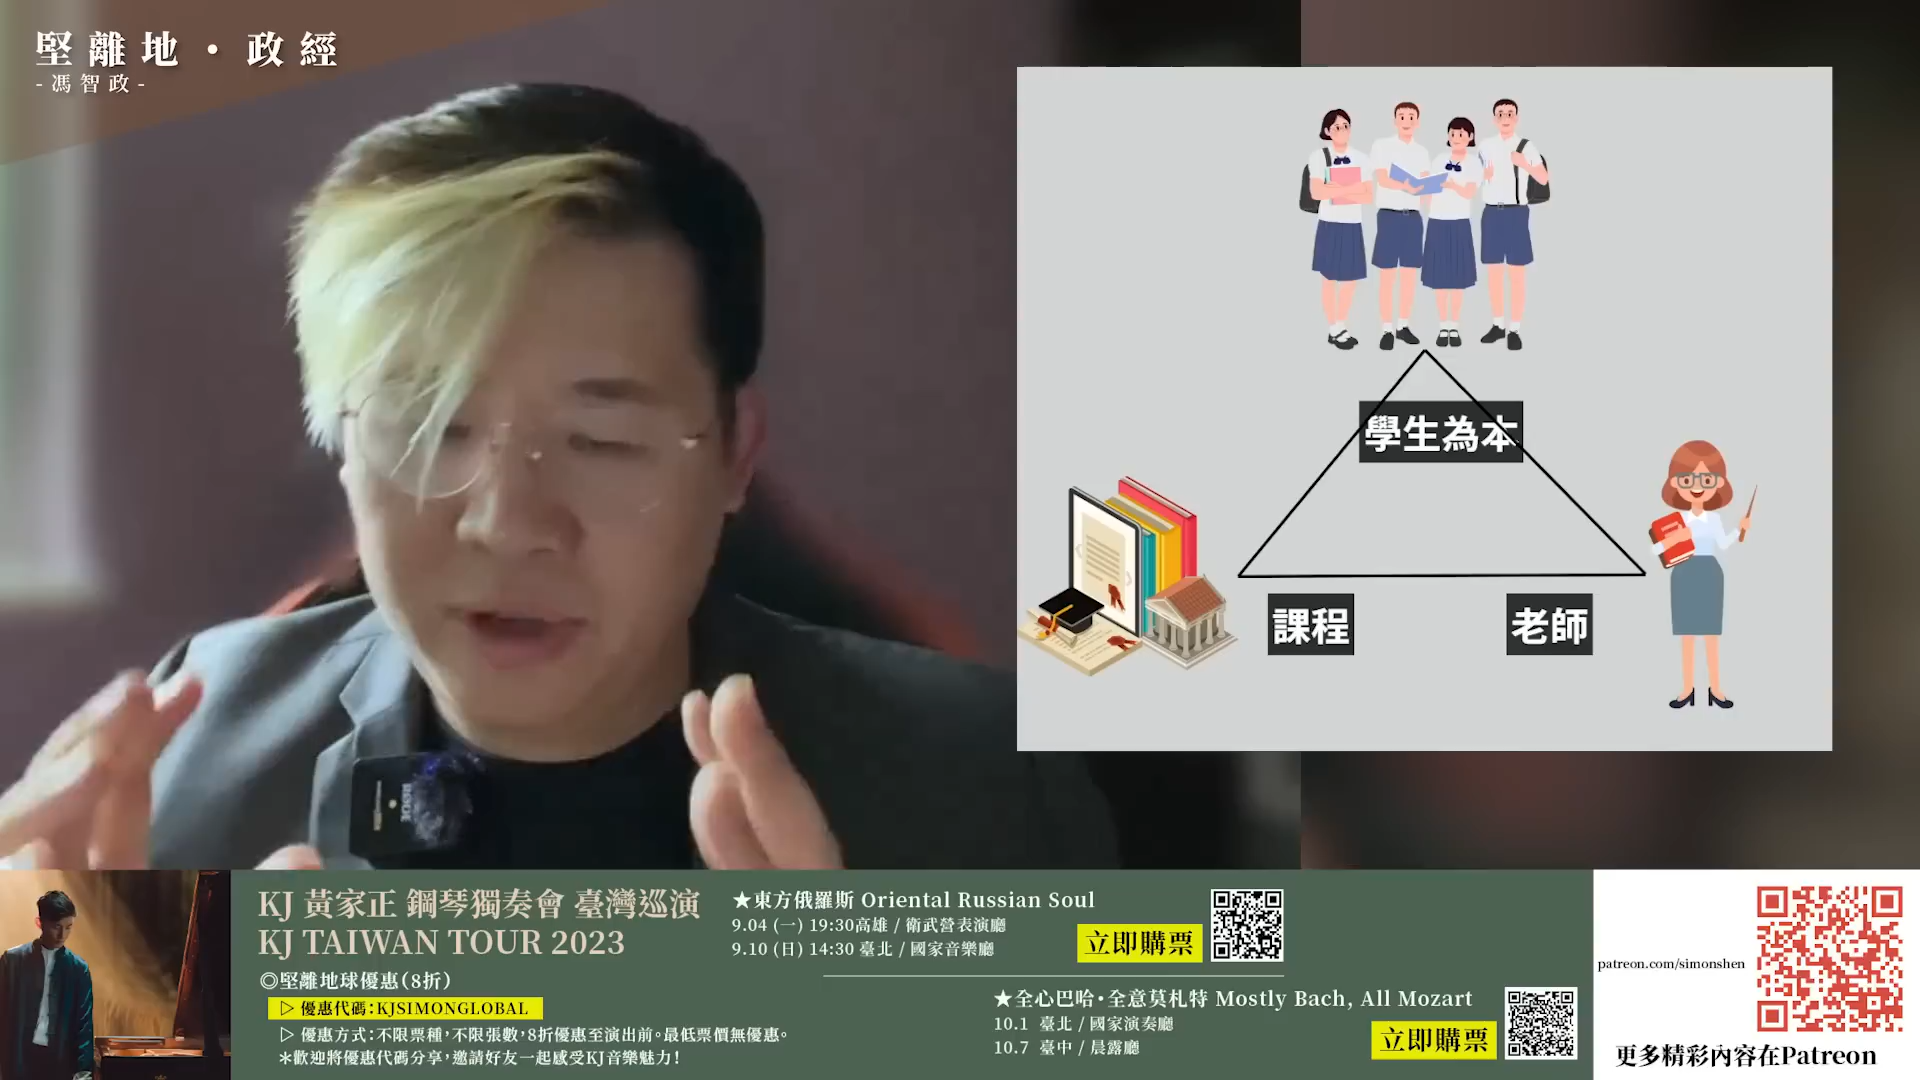 堅離地・政經
-馮智政-
學生為本
課程
老師
RODE
KJ 黃家正 鋼琴獨奏會 臺灣巡演
KJ TAIWAN TOUR 2023
◎堅離地球優惠(8折)
▷ 優惠代碼:KJSIMONGLOBAL
▷ 優惠方式:不限票種,不限張數,8折優惠至演出前。最低票價無優惠。
*歡迎將優惠代碼分享,邀請好友一起感受KJ音樂魅力!
★東方俄羅斯 Oriental Russian Soul
9.04 (一) 19:30高雄 / 衛武營表演廳
9.10 (日) 14:30 臺北 / 國家音樂廳
立即購票
★全心巴哈・全意莫札特 Mostly Bach, All Mozart
10.1 臺北 / 國家演奏廳
10.7 臺中 / 晨露廳
立即購票
patreon.com/simonshen
更多精彩內容在Patreon